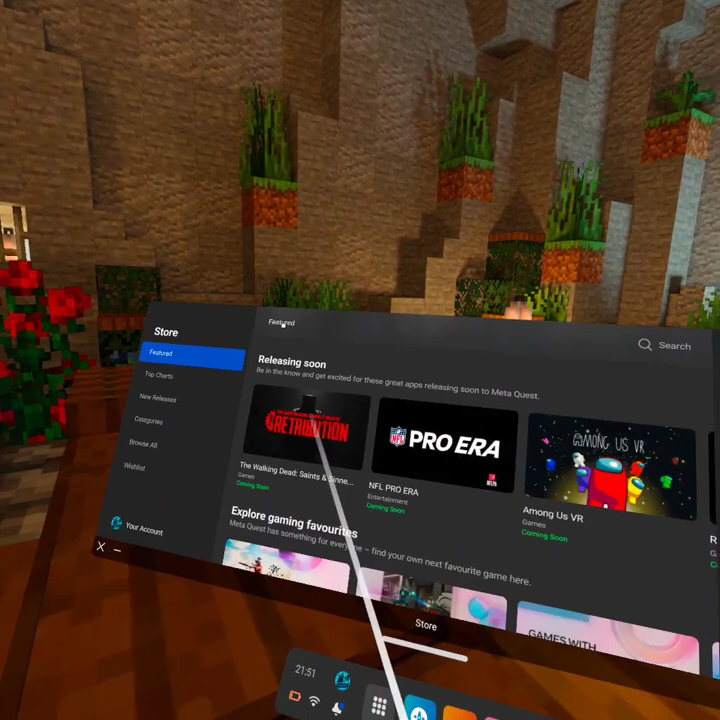 Store
Featured
Top Charts
New Releases
Categories
Browse All
Wishlist
Your Account
Featured
Search
Releasing soon
Be in the know and get excited for these great apps releasing soon to Meta Quest.
RETRIBUTION
The Walking Dead: Saints & Sinne...
Games
Coming Soon
NFL
PRO ERA
NFL PRO ERA
Entertainment
Coming Soon
AMONG US VR
Among Us VR
Games
Coming Soon
R
G
C
Explore gaming favourites
Meta Quest has something for everyone – find your own next favourite game here.
GAMES WITH
Store
21:51